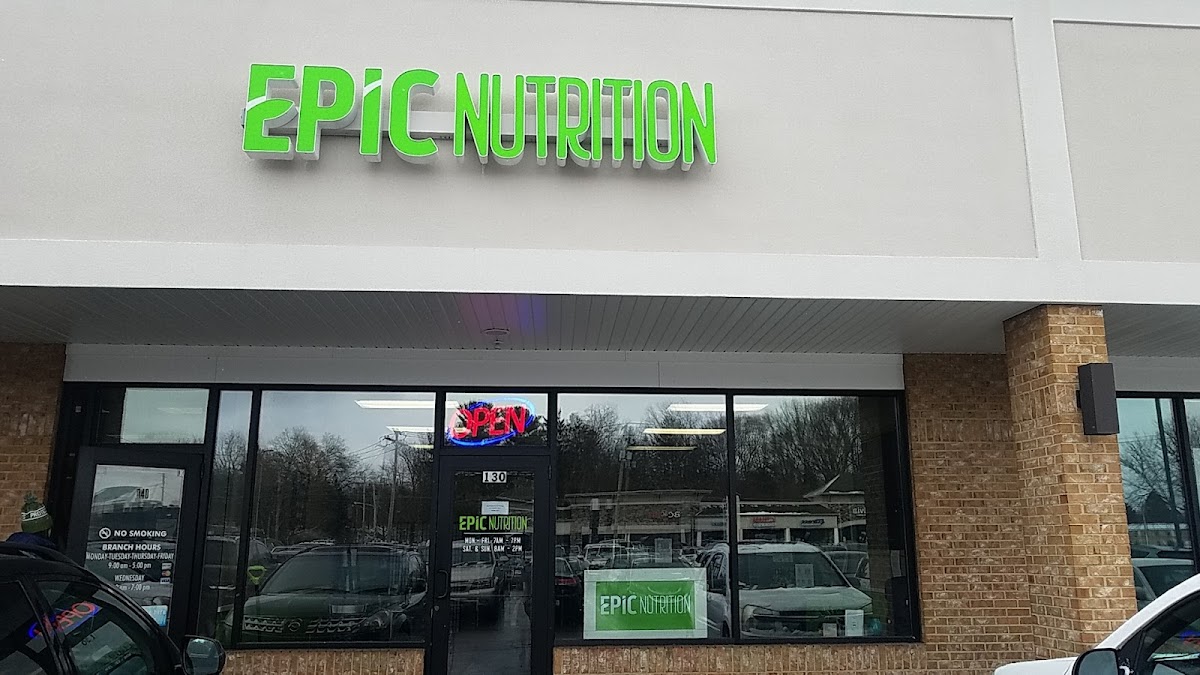 EPIC NUTRITION
OPEN
130
EPIC NUTRITION
MON - FRI: 7AM - 7PM
SAT & SUN: 8AM - 2PM
140
NO SMOKING
BRANCH HOURS
MONDAY-TUESDAY-THURSDAY-FRIDAY
9:00 am - 5:00 pm
WEDNESDAY
EPIC NUTRITION